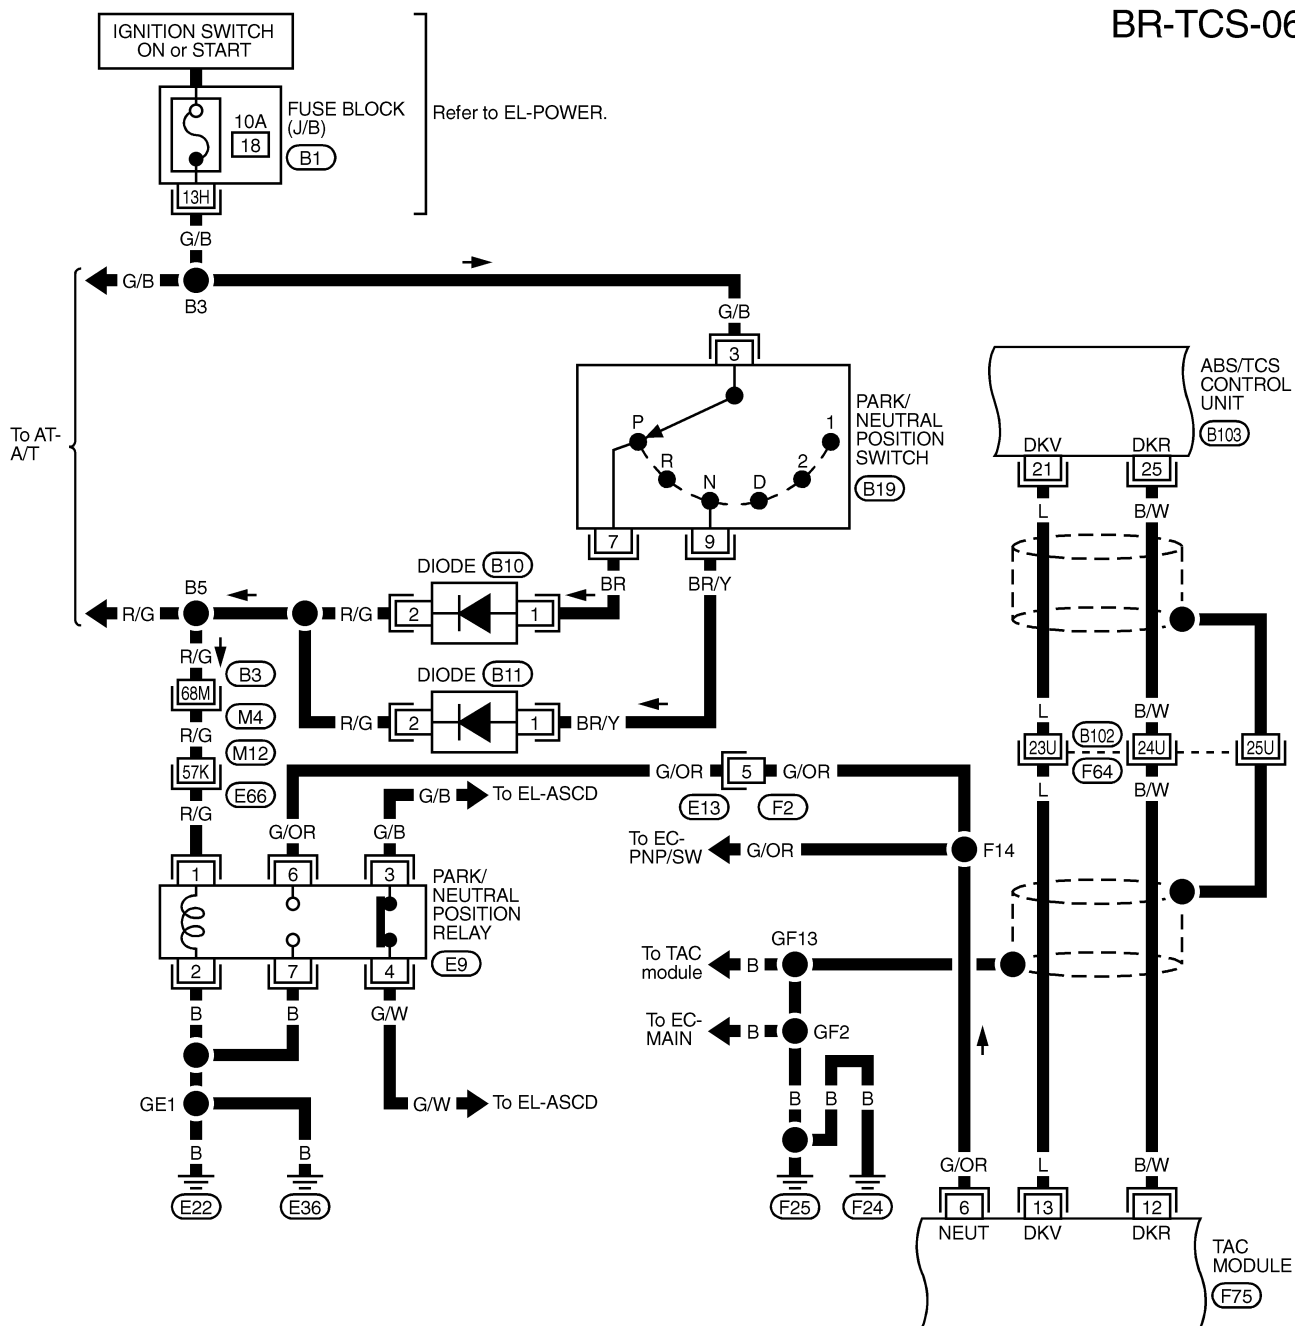 BR-TCS-06
IGNITION SWITCH
ON or START
FUSE BLOCK
(J/B)
10A
18
B1
Refer to EL-POWER.
13H
G/B
G/B
B3
G/B
3
To AT-
A/T
P
R
N
D
2
1
PARK/
NEUTRAL
POSITION
SWITCH
B19
7
9
ABS/TCS
CONTROL
UNIT
B103
DKV
DKR
21
25
L
B/W
DIODE
B10
BR
BR/Y
B5
R/G
R/G
2
1
R/G
B3
68M
DIODE
B11
M4
R/G
2
1
BR/Y
R/G
M12
57K
E66
R/G
L
B/W
23U
B102
24U
25U
F64
L
B/W
G/OR
5
G/OR
E13
F2
G/B
To EL-ASCD
G/OR
G/B
To EC-
PNP/SW
G/OR
F14
1
6
3
PARK/
NEUTRAL
POSITION
RELAY
E9
2
7
4
B
B
G/W
To TAC
module
B
GF13
To EC-
MAIN
B
GF2
GE1
G/W
To EL-ASCD
B
B
B
B
B
E22
E36
F25
F24
G/OR
L
B/W
6
13
12
NEUT
DKV
DKR
TAC
MODULE
F75